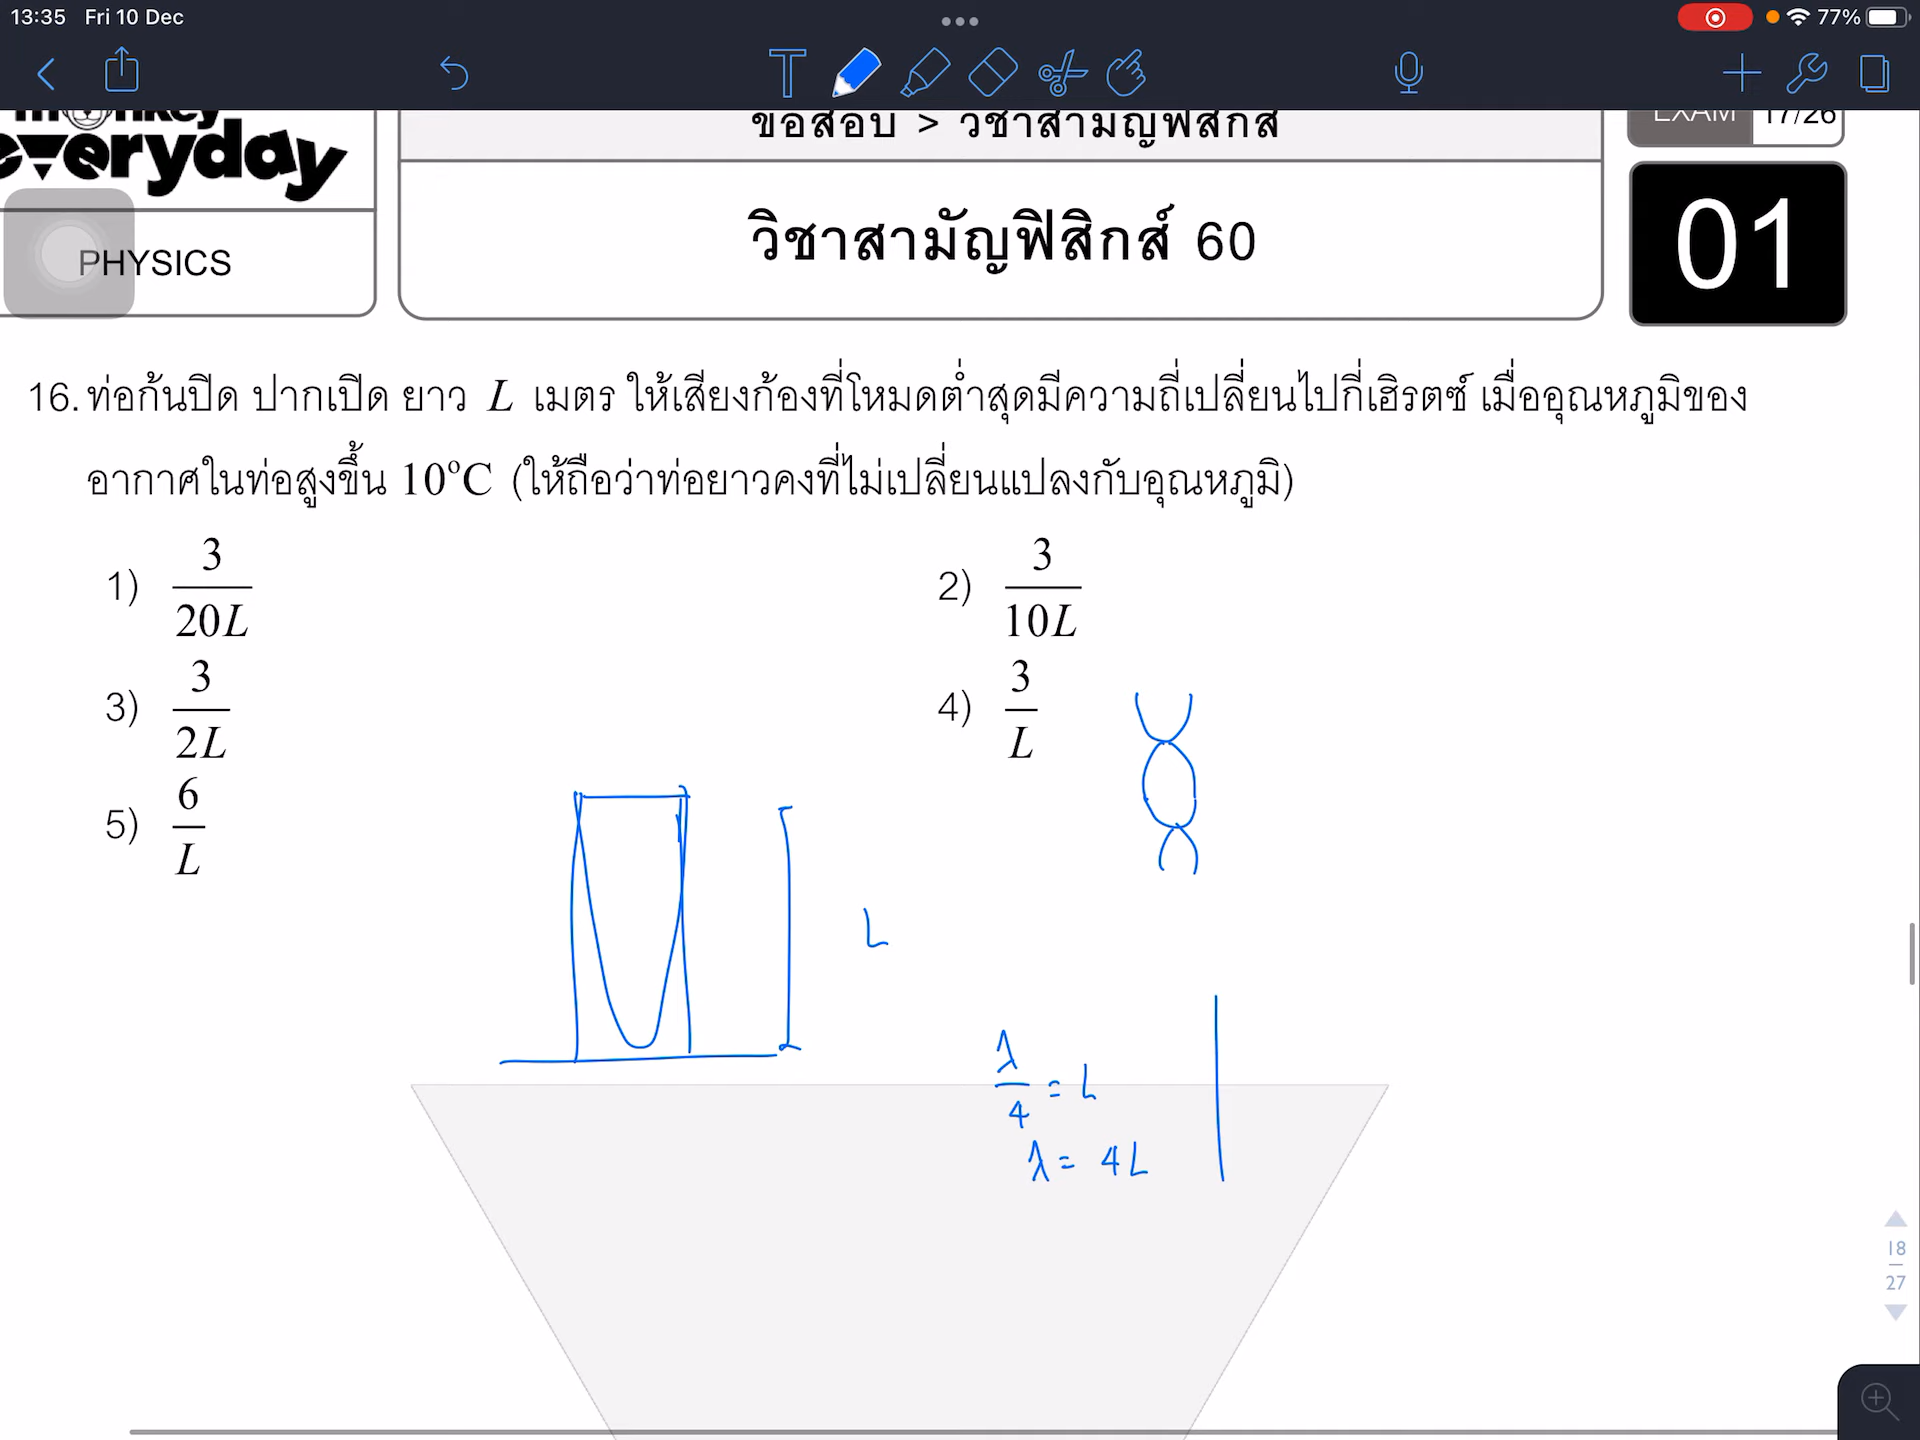 13:35 Fri 10 Dec
77%
monkey
everyday
PHYSICS
ข้อสอบ > วิชาสามัญฟิสิกส์
วิชาสามัญฟิสิกส์ 60
EXAM 17/26
01
16. ท่อก้นปิด ปากเปิด ยาว L เมตร ให้เสียงก้องที่โหมดต่ำสุดมีความถี่เปลี่ยนไปกี่เฮิรตซ์ เมื่ออุณหภูมิของ
อากาศในท่อสูงขึ้น 10°C (ให้ถือว่าท่อยาวคงที่ไม่เปลี่ยนแปลงกับอุณหภูมิ)
1) 3/20L
2) 3/10L
3) 3/2L
4) 3/L
5) 6/L
L
λ/4 = L
λ = 4L
18
27